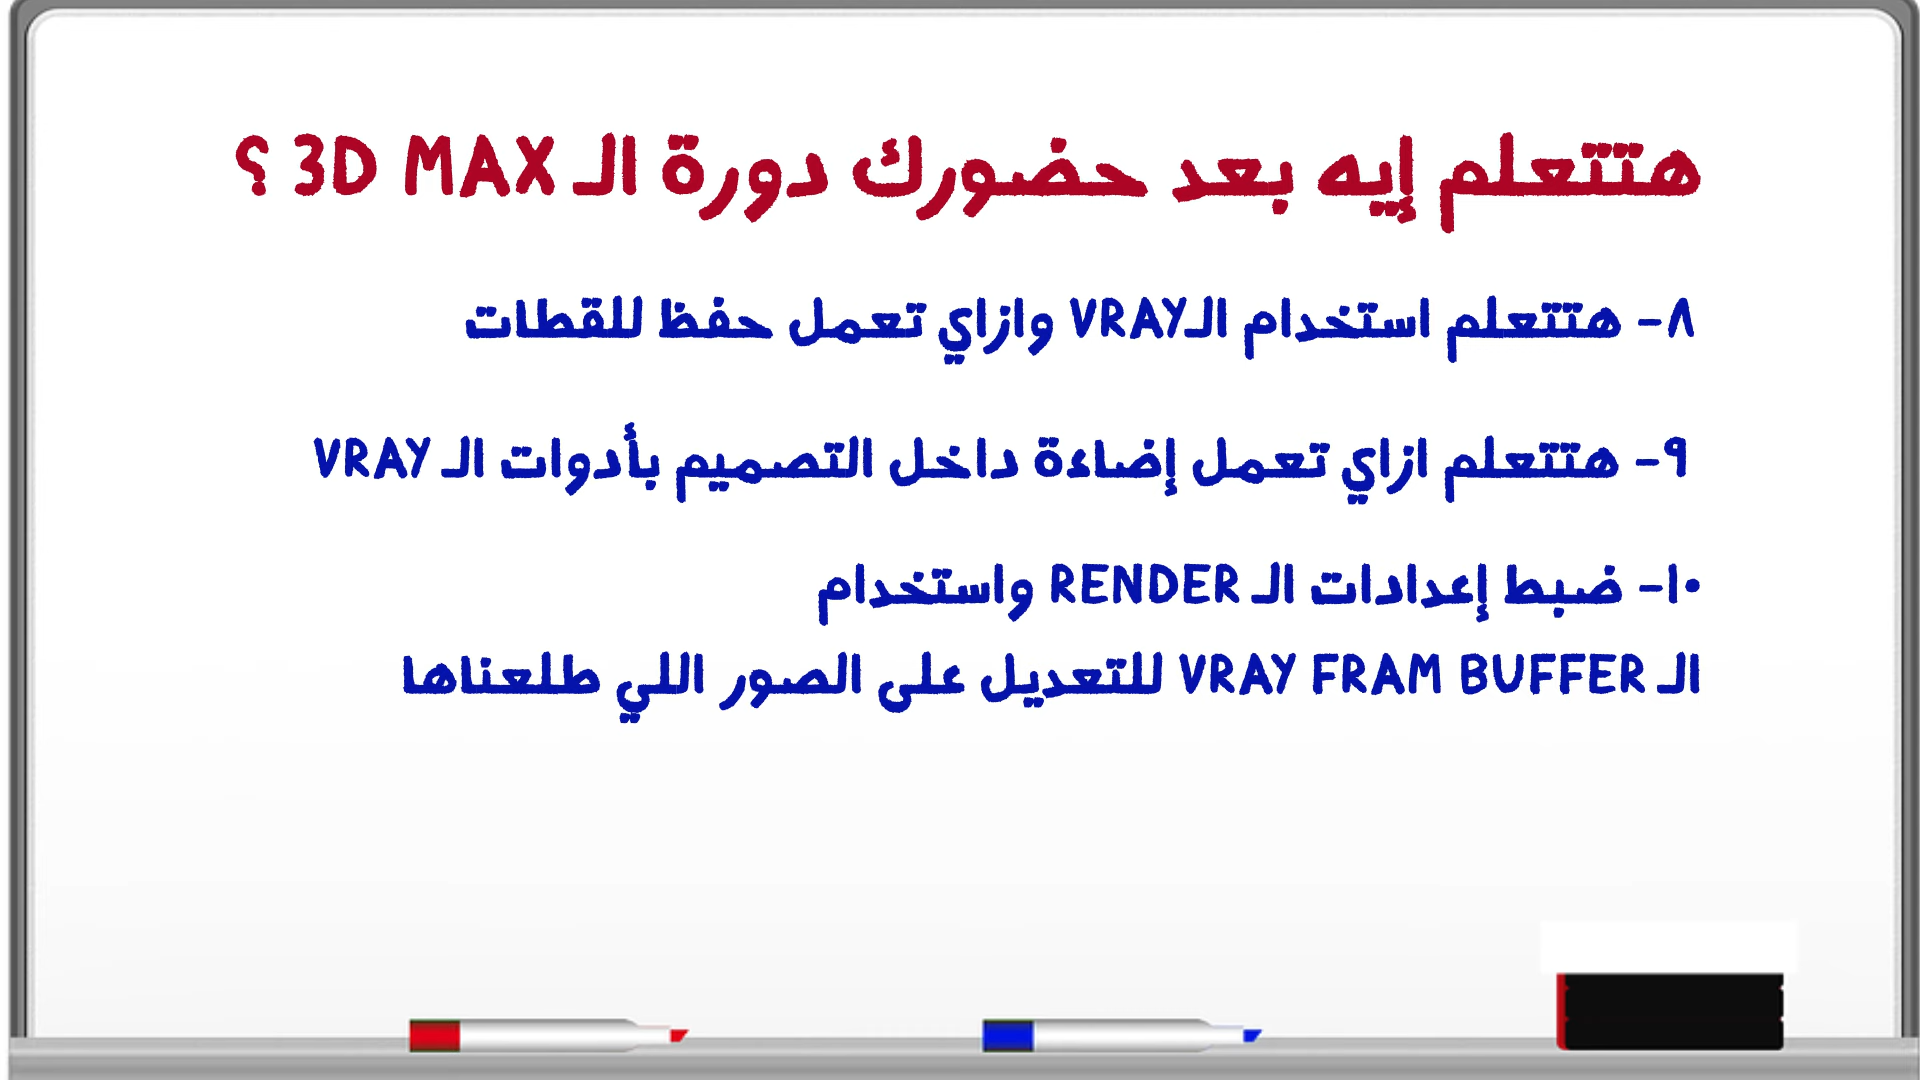 هتتعلم إيه بعد حضورك دورة الـ 3D MAX ؟
٨- هتتعلم استخدام الـVRAY وازاي تعمل حفظ للقطات
٩- هتتعلم ازاي تعمل إضاءة داخل التصميم بأدوات الـ VRAY
١٠- ضبط إعدادات الـ RENDER واستخدام
الـ VRAY FRAM BUFFER للتعديل على الصور اللي طلعناها